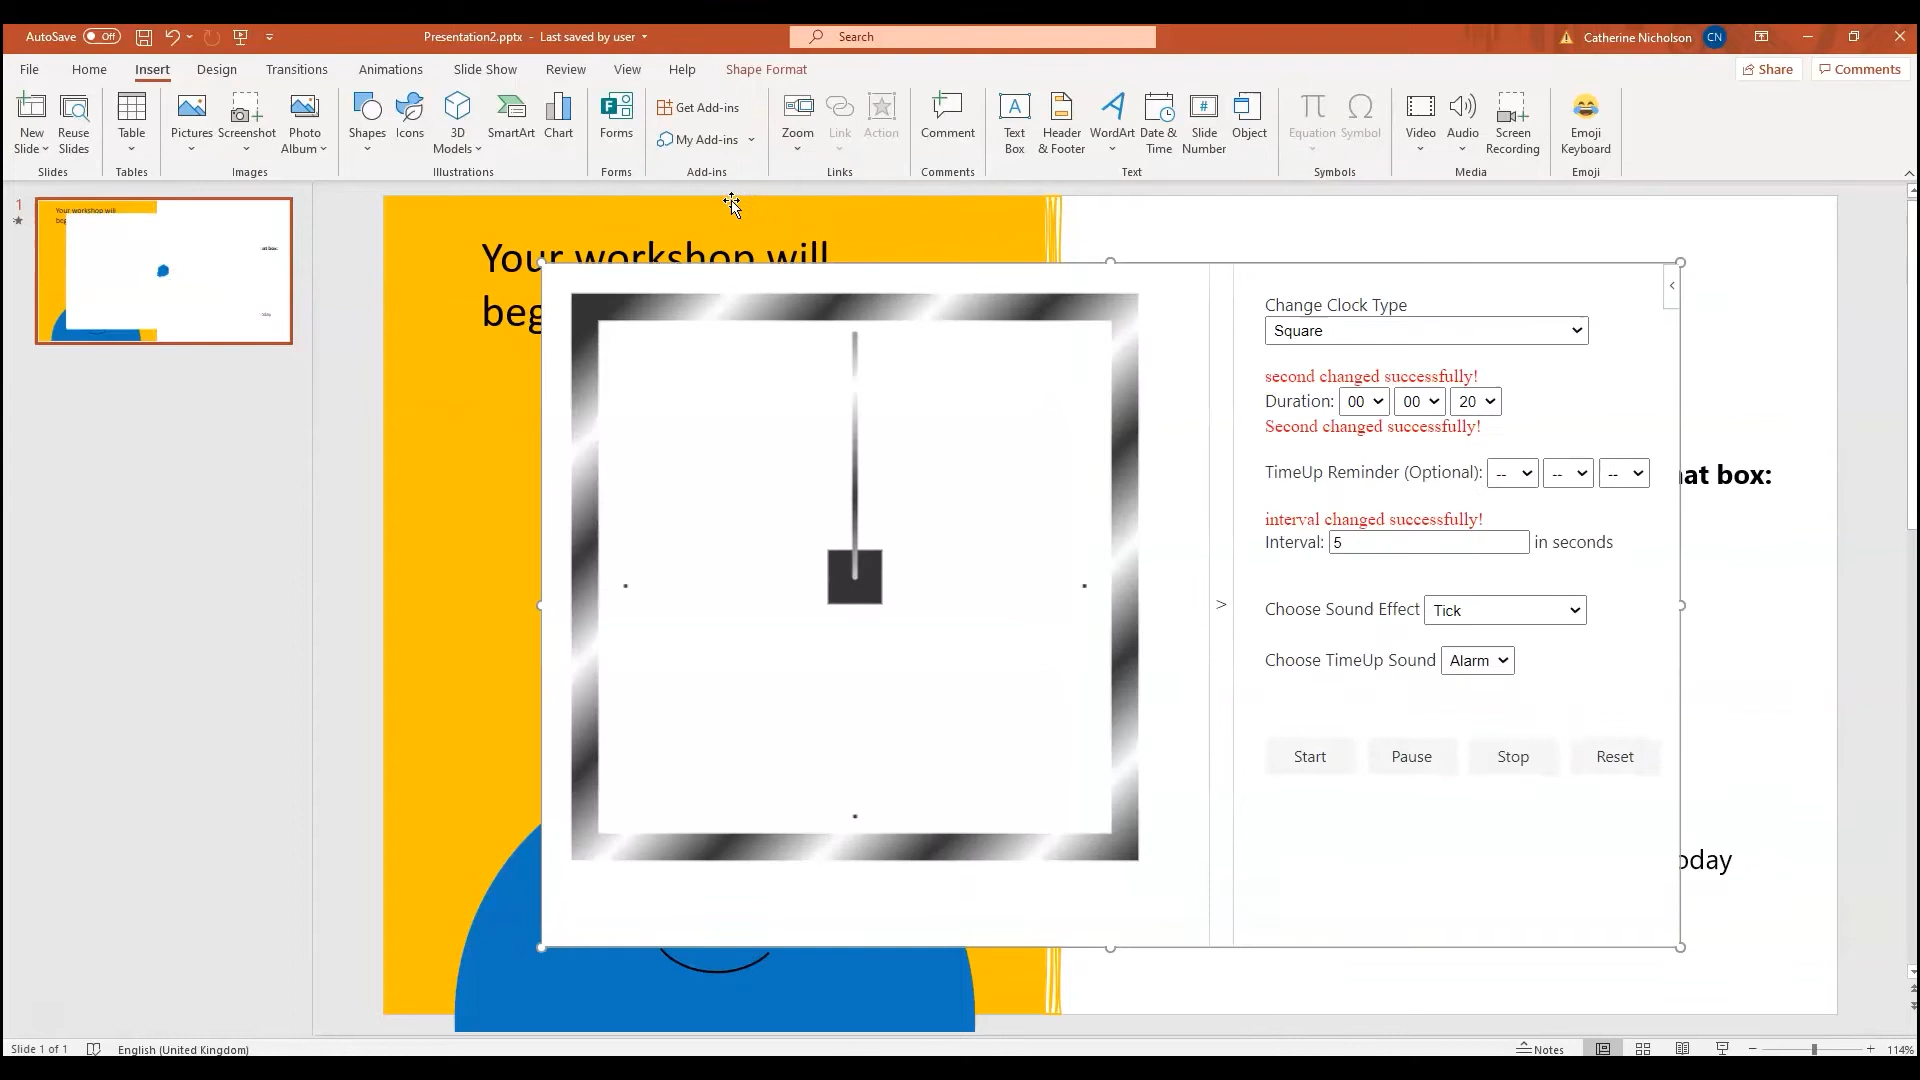 AutoSave Off
Presentation2.pptx - Last saved by user
Search
Catherine Nicholson CN
File Home Insert Design Transitions Animations Slide Show Review View Help Shape Format
Share Comments
New Slide
Reuse Slides
Table
Pictures
Screenshot
Photo Album
Shapes
Icons
3D Models
SmartArt
Chart
Forms
Get Add-ins
My Add-ins
Zoom
Link
Action
Comment
Text Box
Header & Footer
WordArt
Date & Time
Slide Number
Object
Equation
Symbol
Video
Audio
Screen Recording
Emoji Keyboard
Slides Tables Images Illustrations Forms Add-ins Links Comments Text Symbols Media Emoji
1
Your workshop will
at box:
Your workshop will
beg
Change Clock Type
Square
second changed successfully!
Duration: 00 00 20
Second changed successfully!
TimeUp Reminder (Optional): -- -- --
at box:
interval changed successfully!
Interval: 5 in seconds
>
Choose Sound Effect Tick
Choose TimeUp Sound Alarm
Start Pause Stop Reset
oday
Slide 1 of 1 English (United Kingdom)
Notes
114%